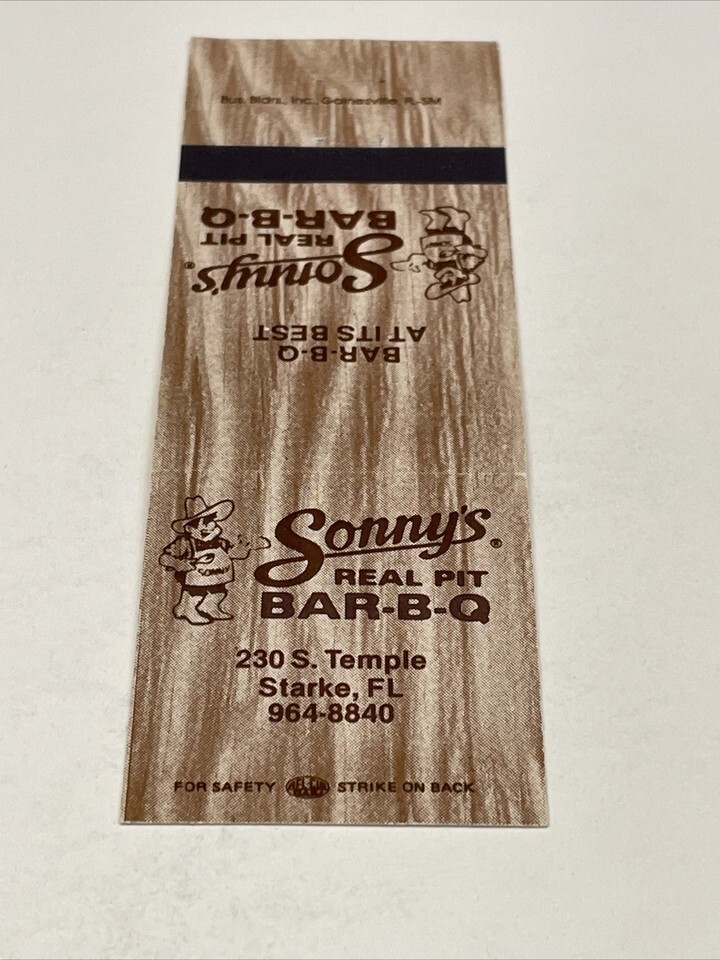 Bus. Bldrs., Inc., Gainesville FL-SM
Sonny's®
REAL PIT
BAR-B-Q
BAR-B-Q
AT ITS BEST
SONNY'S
Sonny's®
REAL PIT
BAR-B-Q
230 S. Temple
Starke, FL
964-8840
FOR SAFETY STRIKE ON BACK